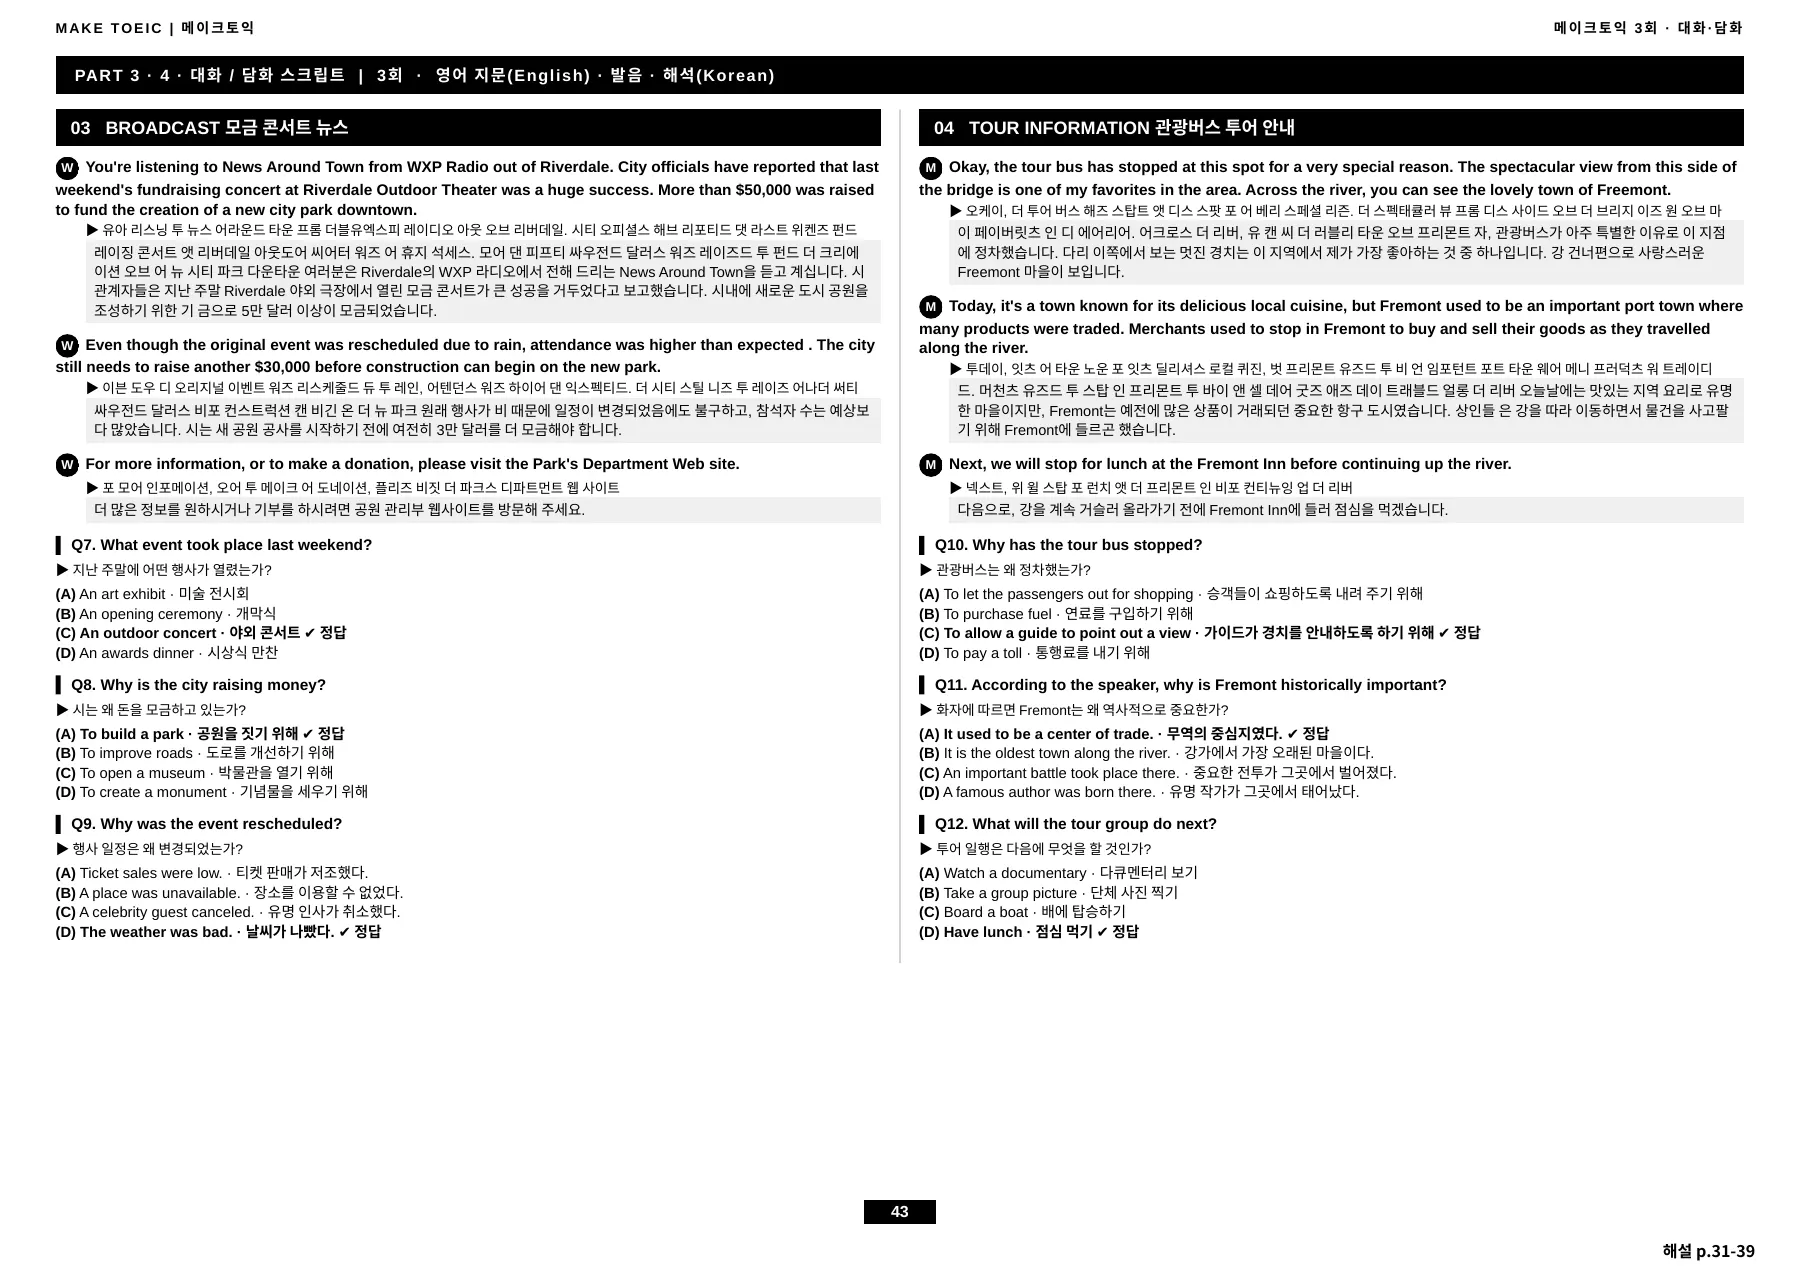 MAKE TOEIC | 메이크토익
메이크토익 3회 · 대화·담화
PART 3 · 4 · 대화 / 담화 스크립트 | 3회 · 영어 지문(English) · 발음 · 해석(Korean)
03 BROADCAST 모금 콘서트 뉴스
W You're listening to News Around Town from WXP Radio out of Riverdale. City officials have reported that last
weekend's fundraising concert at Riverdale Outdoor Theater was a huge success. More than $50,000 was raised
to fund the creation of a new city park downtown.
▶ 유아 리스닝 투 뉴스 어라운드 타운 프롬 더블유엑스피 레이디오 아웃 오브 리버데일. 시티 오피셜스 해브 리포티드 댓 라스트 위켄즈 펀드
레이징 콘서트 앳 리버데일 아웃도어 씨어터 워즈 어 휴지 석세스. 모어 댄 피프티 싸우전드 달러스 워즈 레이즈드 투 펀드 더 크리에
이션 오브 어 뉴 시티 파크 다운타운 여러분은 Riverdale의 WXP 라디오에서 전해 드리는 News Around Town을 듣고 계십니다. 시
관계자들은 지난 주말 Riverdale 야외 극장에서 열린 모금 콘서트가 큰 성공을 거두었다고 보고했습니다. 시내에 새로운 도시 공원을
조성하기 위한 기 금으로 5만 달러 이상이 모금되었습니다.
W Even though the original event was rescheduled due to rain, attendance was higher than expected . The city
still needs to raise another $30,000 before construction can begin on the new park.
▶ 이븐 도우 디 오리지널 이벤트 워즈 리스케줄드 듀 투 레인, 어텐던스 워즈 하이어 댄 익스펙티드. 더 시티 스틸 니즈 투 레이즈 어나더 써티
싸우전드 달러스 비포 컨스트럭션 캔 비긴 온 더 뉴 파크 원래 행사가 비 때문에 일정이 변경되었음에도 불구하고, 참석자 수는 예상보
다 많았습니다. 시는 새 공원 공사를 시작하기 전에 여전히 3만 달러를 더 모금해야 합니다.
W For more information, or to make a donation, please visit the Park's Department Web site.
▶ 포 모어 인포메이션, 오어 투 메이크 어 도네이션, 플리즈 비짓 더 파크스 디파트먼트 웹 사이트
더 많은 정보를 원하시거나 기부를 하시려면 공원 관리부 웹사이트를 방문해 주세요.
Q7. What event took place last weekend?
▶ 지난 주말에 어떤 행사가 열렸는가?
(A) An art exhibit · 미술 전시회
(B) An opening ceremony · 개막식
(C) An outdoor concert · 야외 콘서트 ✔ 정답
(D) An awards dinner · 시상식 만찬
Q8. Why is the city raising money?
▶ 시는 왜 돈을 모금하고 있는가?
(A) To build a park · 공원을 짓기 위해 ✔ 정답
(B) To improve roads · 도로를 개선하기 위해
(C) To open a museum · 박물관을 열기 위해
(D) To create a monument · 기념물을 세우기 위해
Q9. Why was the event rescheduled?
▶ 행사 일정은 왜 변경되었는가?
(A) Ticket sales were low. · 티켓 판매가 저조했다.
(B) A place was unavailable. · 장소를 이용할 수 없었다.
(C) A celebrity guest canceled. · 유명 인사가 취소했다.
(D) The weather was bad. · 날씨가 나빴다. ✔ 정답
04 TOUR INFORMATION 관광버스 투어 안내
M Okay, the tour bus has stopped at this spot for a very special reason. The spectacular view from this side of
the bridge is one of my favorites in the area. Across the river, you can see the lovely town of Freemont.
▶ 오케이, 더 투어 버스 해즈 스탑트 앳 디스 스팟 포 어 베리 스페셜 리즌. 더 스펙태큘러 뷰 프롬 디스 사이드 오브 더 브리지 이즈 원 오브 마
이 페이버릿츠 인 디 에어리어. 어크로스 더 리버, 유 캔 씨 더 러블리 타운 오브 프리몬트 자, 관광버스가 아주 특별한 이유로 이 지점
에 정차했습니다. 다리 이쪽에서 보는 멋진 경치는 이 지역에서 제가 가장 좋아하는 것 중 하나입니다. 강 건너편으로 사랑스러운
Freemont 마을이 보입니다.
M Today, it's a town known for its delicious local cuisine, but Fremont used to be an important port town where
many products were traded. Merchants used to stop in Fremont to buy and sell their goods as they travelled
along the river.
▶ 투데이, 잇츠 어 타운 노운 포 잇츠 딜리셔스 로컬 퀴진, 벗 프리몬트 유즈드 투 비 언 임포턴트 포트 타운 웨어 메니 프러덕츠 워 트레이디
드. 머천츠 유즈드 투 스탑 인 프리몬트 투 바이 앤 셀 데어 굿즈 애즈 데이 트래블드 얼롱 더 리버 오늘날에는 맛있는 지역 요리로 유명
한 마을이지만, Fremont는 예전에 많은 상품이 거래되던 중요한 항구 도시였습니다. 상인들 은 강을 따라 이동하면서 물건을 사고팔
기 위해 Fremont에 들르곤 했습니다.
M Next, we will stop for lunch at the Fremont Inn before continuing up the river.
▶ 넥스트, 위 윌 스탑 포 런치 앳 더 프리몬트 인 비포 컨티뉴잉 업 더 리버
다음으로, 강을 계속 거슬러 올라가기 전에 Fremont Inn에 들러 점심을 먹겠습니다.
Q10. Why has the tour bus stopped?
▶ 관광버스는 왜 정차했는가?
(A) To let the passengers out for shopping · 승객들이 쇼핑하도록 내려 주기 위해
(B) To purchase fuel · 연료를 구입하기 위해
(C) To allow a guide to point out a view · 가이드가 경치를 안내하도록 하기 위해 ✔ 정답
(D) To pay a toll · 통행료를 내기 위해
Q11. According to the speaker, why is Fremont historically important?
▶ 화자에 따르면 Fremont는 왜 역사적으로 중요한가?
(A) It used to be a center of trade. · 무역의 중심지였다. ✔ 정답
(B) It is the oldest town along the river. · 강가에서 가장 오래된 마을이다.
(C) An important battle took place there. · 중요한 전투가 그곳에서 벌어졌다.
(D) A famous author was born there. · 유명 작가가 그곳에서 태어났다.
Q12. What will the tour group do next?
▶ 투어 일행은 다음에 무엇을 할 것인가?
(A) Watch a documentary · 다큐멘터리 보기
(B) Take a group picture · 단체 사진 찍기
(C) Board a boat · 배에 탑승하기
(D) Have lunch · 점심 먹기 ✔ 정답
43
해설 p.31-39